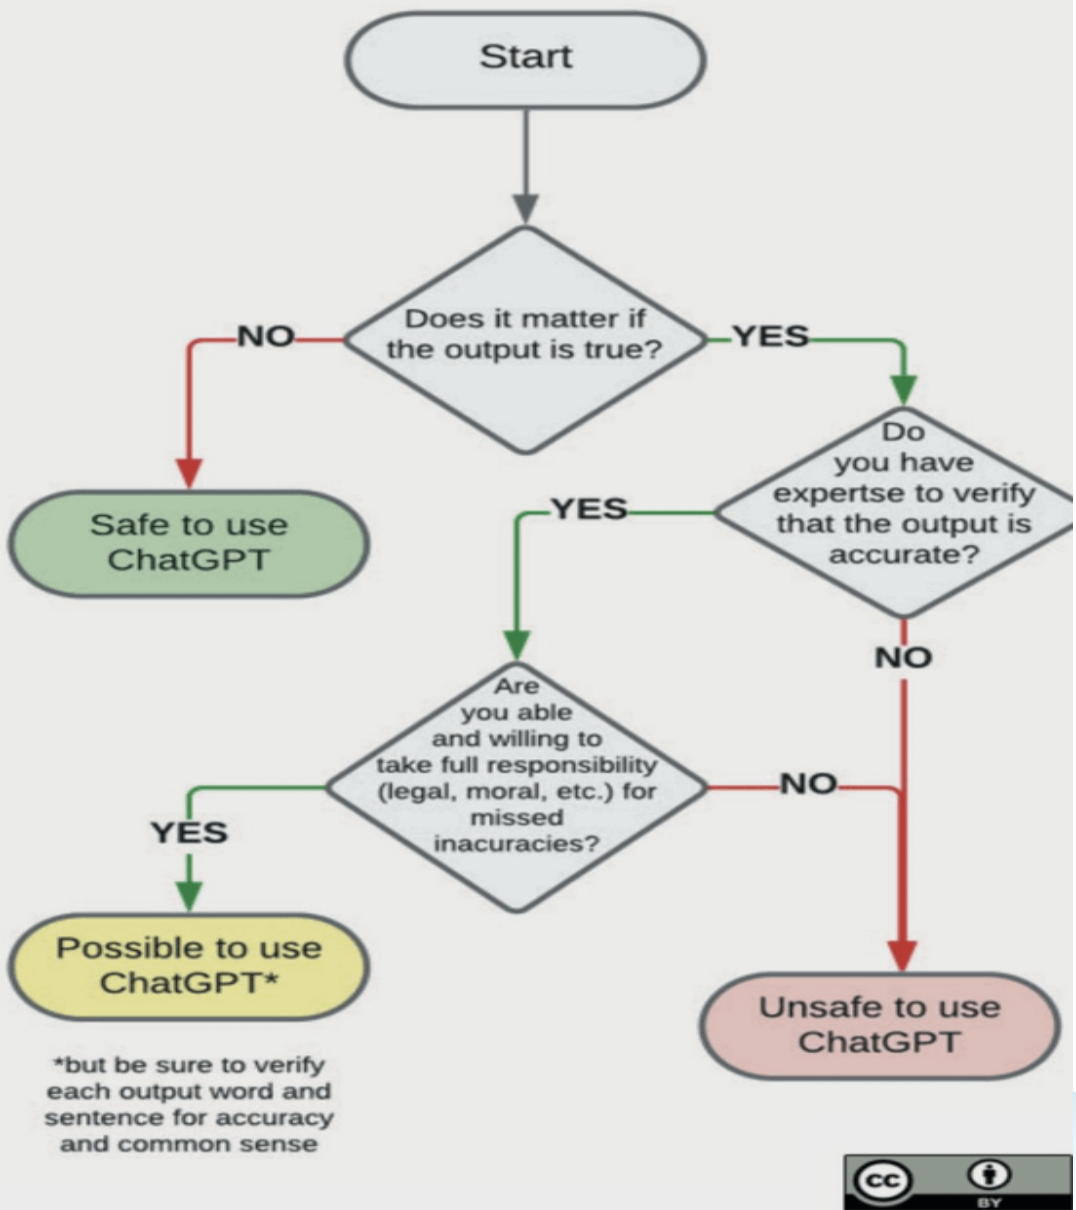 Start
Does it matter if
the output is true?
NO
YES
Safe to use
ChatGPT
Do
you have
expertse to verify
that the output is
accurate?
YES
NO
Are
you able
and willing to
take full responsibility
(legal, moral, etc.) for
missed
inacuracies?
YES
NO
Possible to use
ChatGPT*
Unsafe to use
ChatGPT
*but be sure to verify
each output word and
sentence for accuracy
and common sense
cc
BY